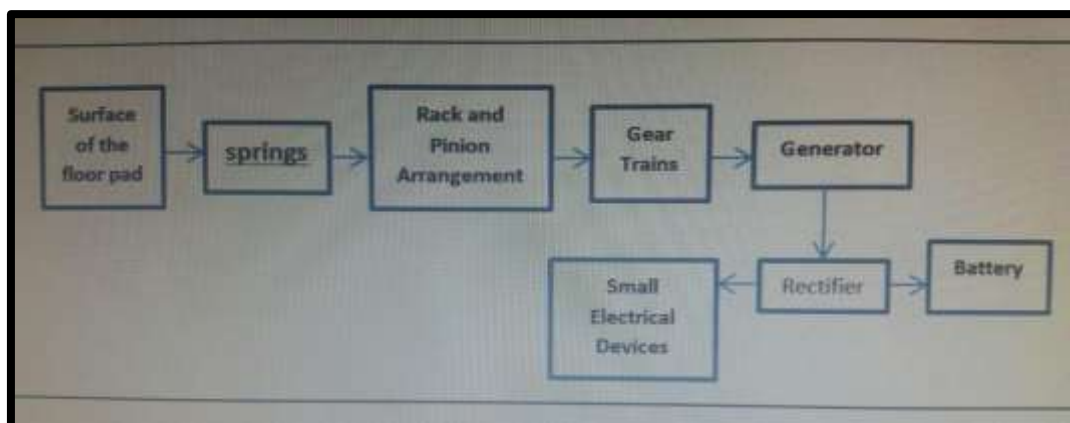 Surface
of the
floor pad
springs
Rack and
Pinion
Arrangement
Gear
Trains
Generator
Small
Electrical
Devices
Rectifier
Battery